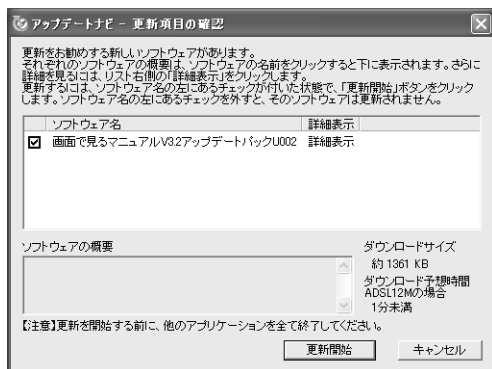 アップデートナビ - 更新項目の確認
更新をお勧めする新しいソフトウェアがあります。
それぞれのソフトウェアの概要は、ソフトウェアの名前をクリックすると下に表示されます。さらに
詳細を見るには、リスト右側の「詳細表示」をクリックします。
更新するには、ソフトウェア名の左にあるチェックが付いた状態で、「更新開始」ボタンをクリック
します。ソフトウェア名の左にあるチェックを外すと、そのソフトウェアは更新されません。
ソフトウェア名 詳細表示
画面で見るマニュアルV3.2アップデートパックU002 詳細表示
ソフトウェアの概要
ダウンロードサイズ
約 1361 KB
ダウンロード予想時間
ADSL12Mの場合
1分未満
【注意】更新を開始する前に、他のアプリケーションを全て終了してください。
更新開始 キャンセル